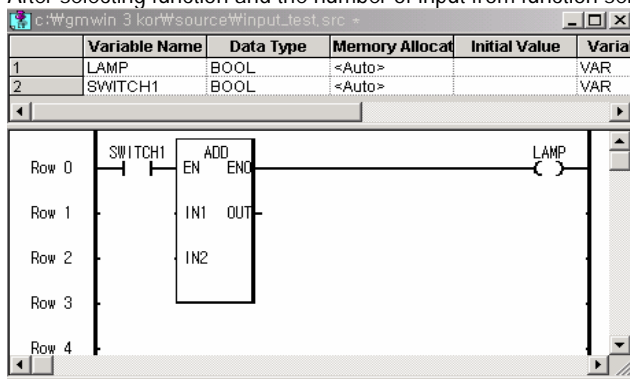 After selecting function and the number of input from function sel
c:₩gmwin 3 kor₩source₩input_test.src *
Variable Name Data Type Memory Allocat Initial Value Varial
1 LAMP BOOL <Auto> VAR
2 SWITCH1 BOOL <Auto> VAR
SWITCH1 ADD LAMP
Row 0 EN ENO
Row 1 IN1 OUT
Row 2 IN2
Row 3
Row 4